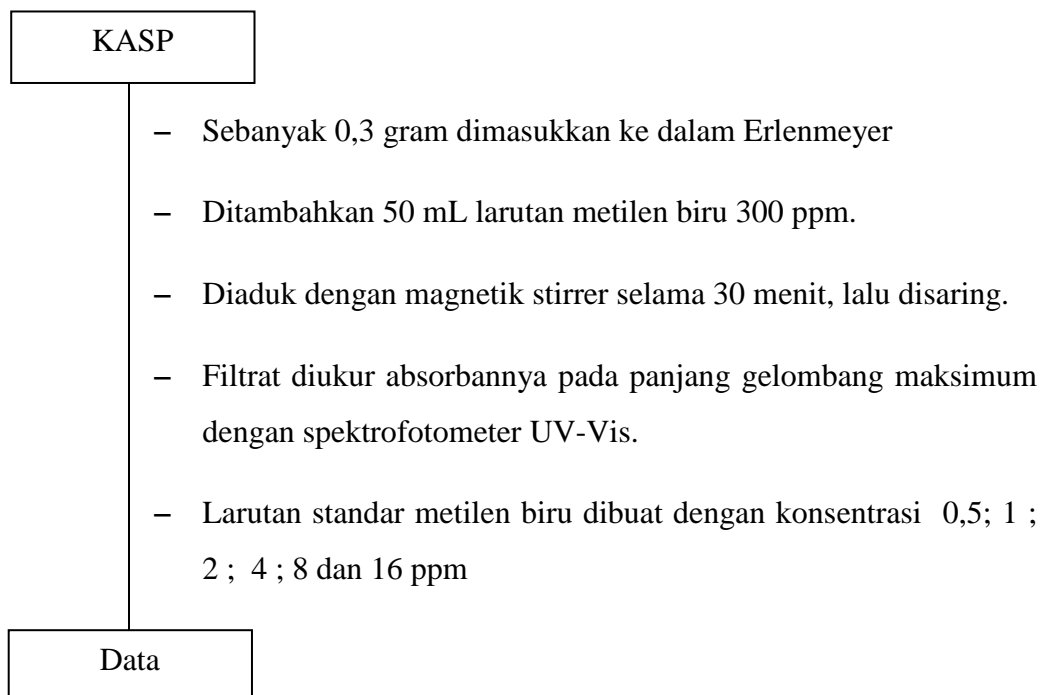 KASP
– Sebanyak 0,3 gram dimasukkan ke dalam Erlenmeyer
– Ditambahkan 50 mL larutan metilen biru 300 ppm.
– Diaduk dengan magnetik stirrer selama 30 menit, lalu disaring.
– Filtrat diukur absorbannya pada panjang gelombang maksimum
dengan spektrofotometer UV-Vis.
– Larutan standar metilen biru dibuat dengan konsentrasi 0,5; 1 ;
2 ; 4 ; 8 dan 16 ppm
Data